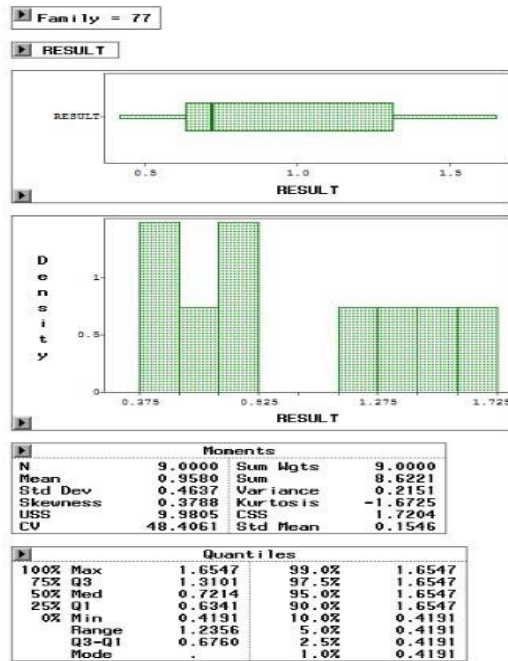 Family = 77
RESULT
RESULT
0.5 1.0 1.5
RESULT
Density
1
0.5
0
0.375 0.825 1.275 1.725
RESULT
Moments
N 9.0000 Sum Wgts 9.0000
Mean 0.9580 Sum 8.6221
Std Dev 0.4637 Variance 0.2151
Skewness 0.3788 Kurtosis -1.6725
USS 9.9805 CSS 1.7204
CV 48.4061 Std Mean 0.1546
Quantiles
100% Max 1.6547 99.0% 1.6547
75% Q3 1.3101 97.5% 1.6547
50% Med 0.7214 95.0% 1.6547
25% Q1 0.6341 90.0% 1.6547
0% Min 0.4191 10.0% 0.4191
Range 1.2356 5.0% 0.4191
Q3-Q1 0.6760 2.5% 0.4191
Mode . 1.0% 0.4191